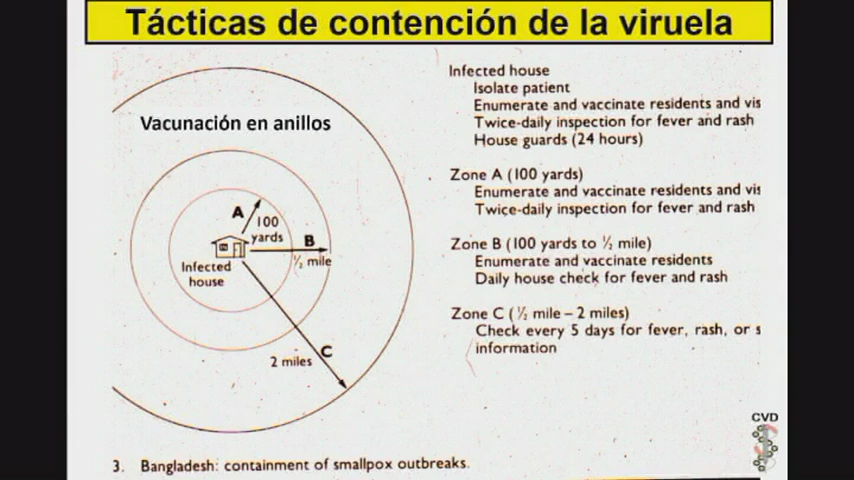 Tácticas de contención de la viruela
Vacunación en anillos
A
100
yards
B
½ mile
Infected
house
C
2 miles
Infected house
Isolate patient
Enumerate and vaccinate residents and vis
Twice-daily inspection for fever and rash
House guards (24 hours)
Zone A (100 yards)
Enumerate and vaccinate residents and vis
Twice-daily inspection for fever and rash
Zone B (100 yards to ½ mile)
Enumerate and vaccinate residents
Daily house check for fever and rash
Zone C (½ mile – 2 miles)
Check every 5 days for fever, rash, or s
information
CVD
3. Bangladesh: containment of smallpox outbreaks.